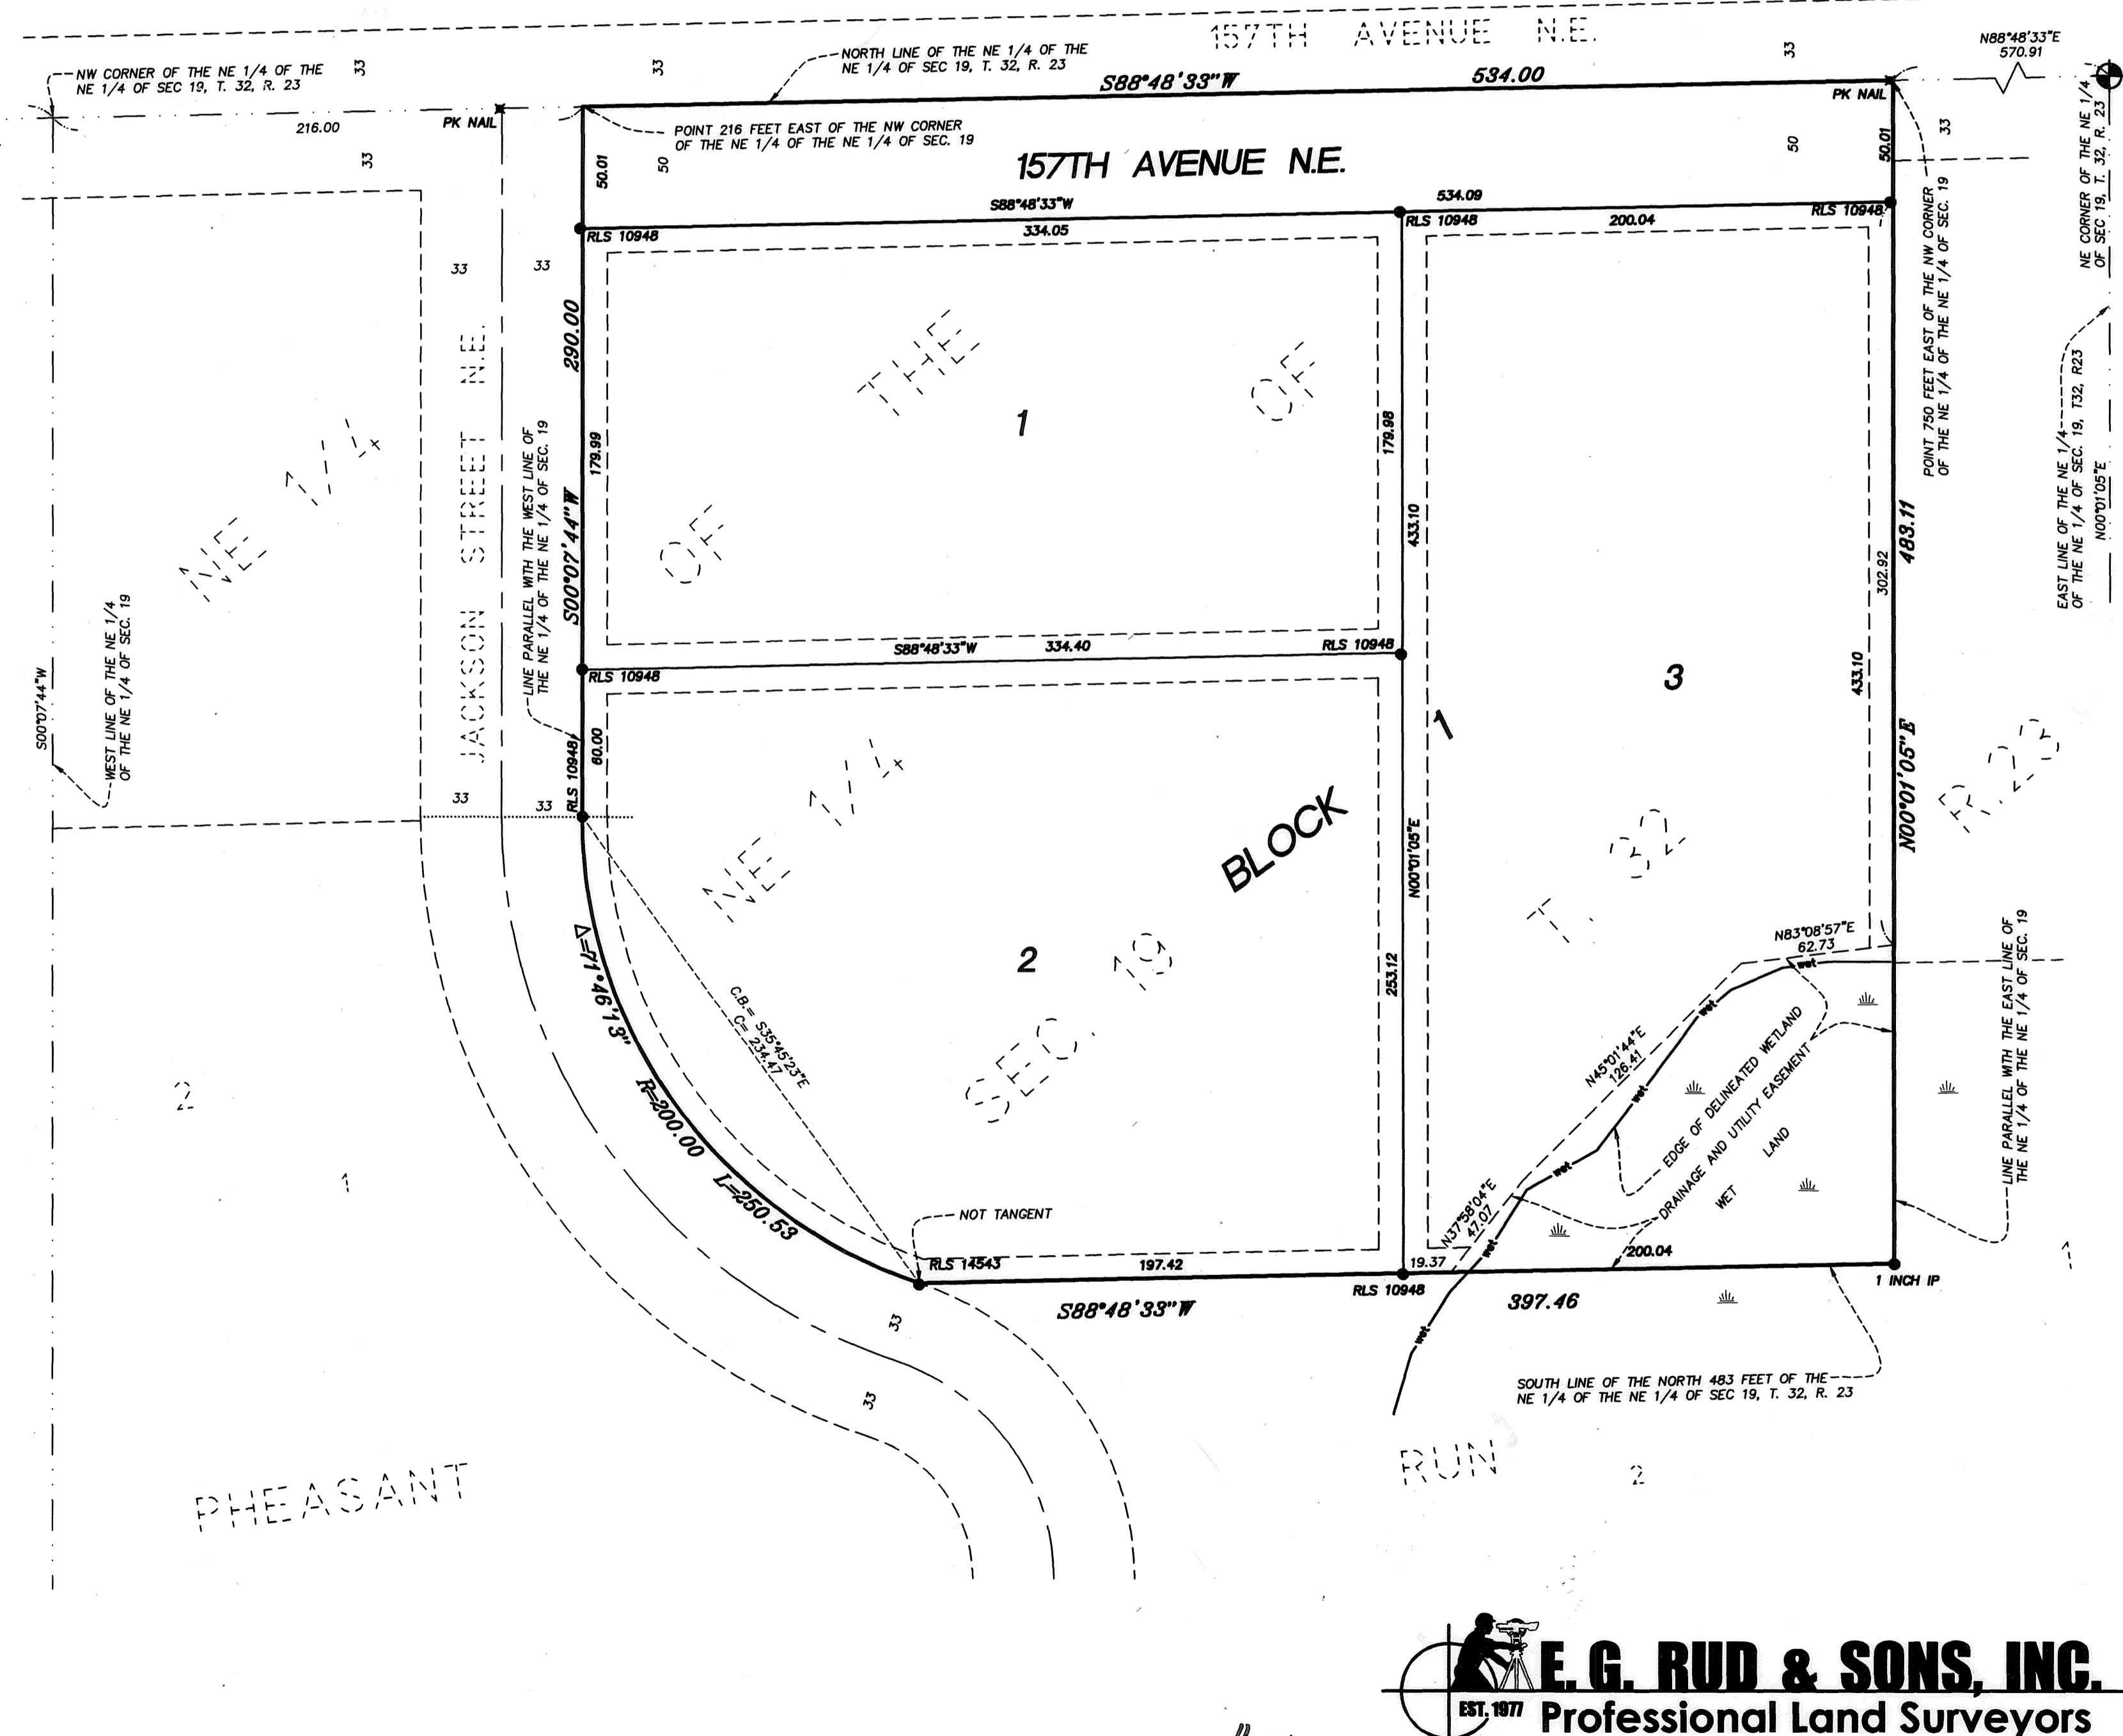 157TH AVENUE N.E.
NW CORNER OF THE NE 1/4 OF THE
NE 1/4 OF SEC 19, T. 32, R. 23
33
33
NORTH LINE OF THE NE 1/4 OF THE
NE 1/4 OF SEC 19, T. 32, R. 23
S88°48'33"W
534.00
33
N88°48'33"E
570.91
216.00
PK NAIL
PK NAIL
33
POINT 216 FEET EAST OF THE NW CORNER
OF THE NE 1/4 OF THE NE 1/4 OF SEC. 19
50.01
50
157TH AVENUE N.E.
50
50.01
33
NE CORNER OF THE NE 1/4
OF SEC 19, T. 32, R. 23
S88°48'33"W
534.09
RLS 10948
334.05
RLS 10948
200.04
RLS 10948
POINT 750 FEET EAST OF THE NW CORNER
OF THE NE 1/4 OF THE NE 1/4 OF SEC. 19
33
33
290.00
S00°07'44"W
179.99
THE
OF
1
OF
179.98
433.10
NE 1/4
JACKSON STREET N.E.
LINE PARALLEL WITH THE WEST LINE OF
THE NE 1/4 OF THE NE 1/4 OF SEC. 19
483.11
302.92
433.10
EAST LINE OF THE NE 1/4
OF THE NE 1/4 OF SEC. 19, T32, R23
N00°01'05"E
S00°07'44"W
WEST LINE OF THE NE 1/4
OF THE NE 1/4 OF SEC. 19
S88°48'33"W
334.40
RLS 10948
RLS 10948
3
1
60.00
RLS 10948
33
33
NE 1/4
BLOCK
N00°01'05"E
N00°01'05"E
T. 32
R.23
2
SEC. 19
253.12
Δ=71°46'13"
R=200.00
L=250.53
C.B.= S35°45'23"E
C= 234.47
N83°08'57"E
62.73
wet
wet
N45°01'44"E
126.41
wet
EDGE OF DELINEATED WETLAND
DRAINAGE AND UTILITY EASEMENT
WET LAND
LINE PARALLEL WITH THE EAST LINE OF
THE NE 1/4 OF THE NE 1/4 OF SEC. 19
2
1
wet
N37°58'04"E
47.07
wet
NOT TANGENT
RLS 14543
197.42
19.37
200.04
1
RLS 10948
1 INCH IP
S88°48'33"W
397.46
33
wet
33
SOUTH LINE OF THE NORTH 483 FEET OF THE
NE 1/4 OF THE NE 1/4 OF SEC 19, T. 32, R. 23
PHEASANT
RUN
2
E. G. RUD & SONS, INC.
EST. 1977
Professional Land Surveyors